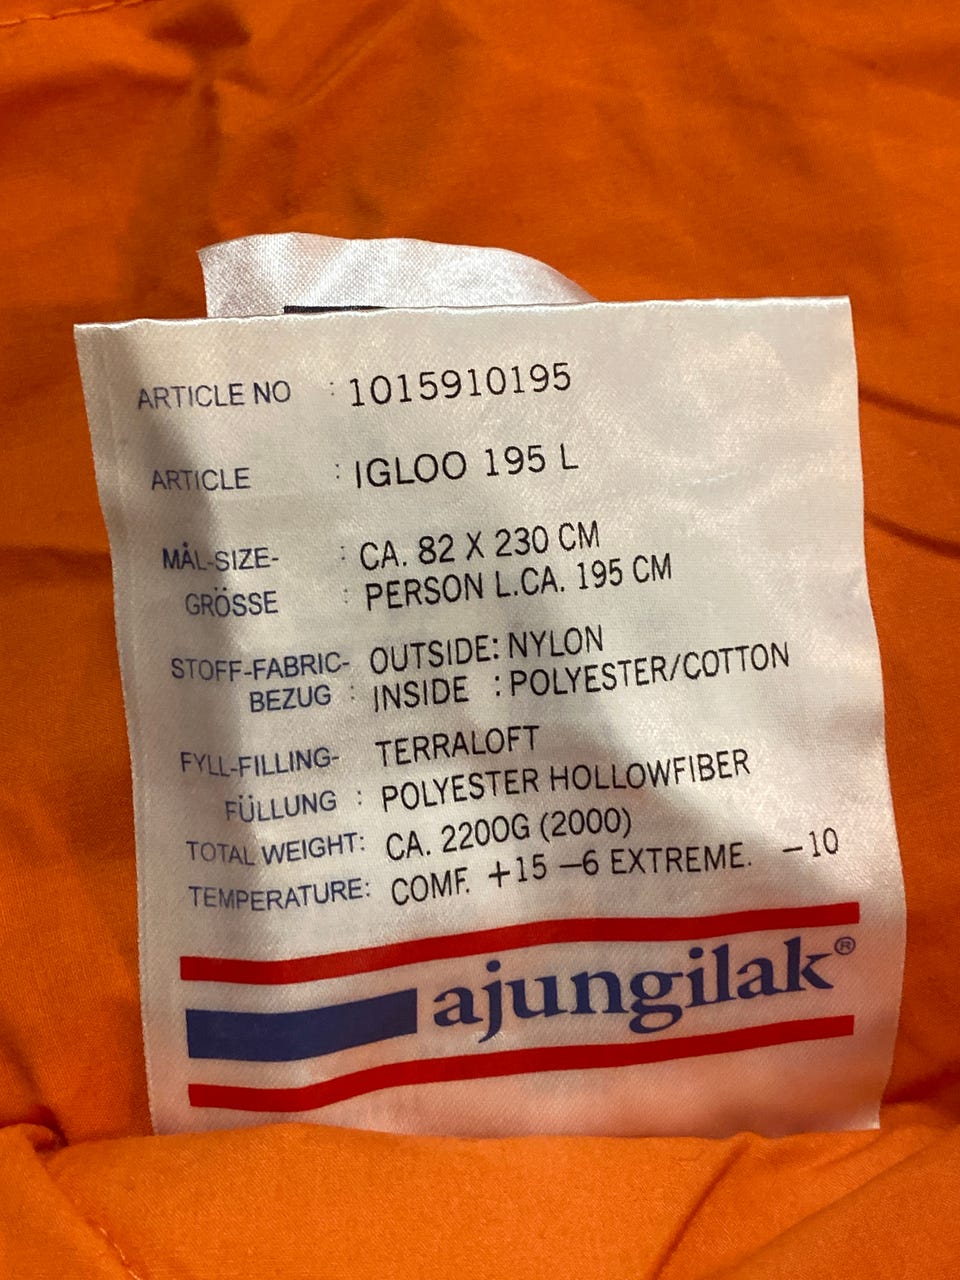 ARTICLE NO : 1015910195
ARTICLE : IGLOO 195 L
MÅL-SIZE- : CA. 82 X 230 CM
GRÖSSE : PERSON L.CA. 195 CM
STOFF-FABRIC- OUTSIDE: NYLON
BEZUG : INSIDE : POLYESTER/COTTON
FYLL-FILLING- TERRALOFT
FÜLLUNG : POLYESTER HOLLOWFIBER
TOTAL WEIGHT: CA. 2200G (2000)
TEMPERATURE: COMF. +15 –6 EXTREME. –10
ajungilak®